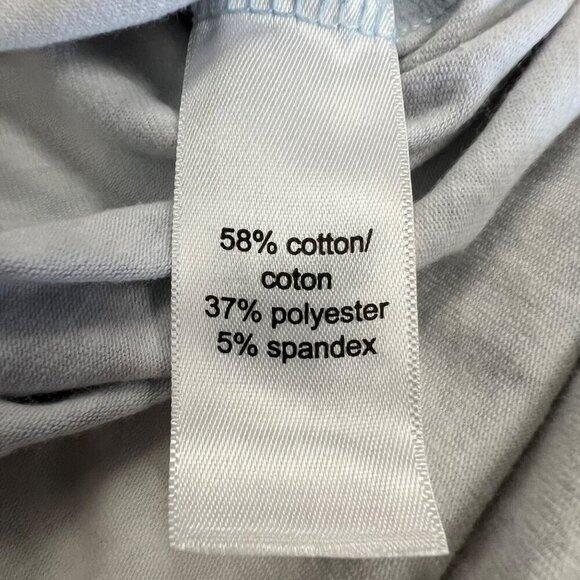 58% cotton/
coton
37% polyester
5% spandex